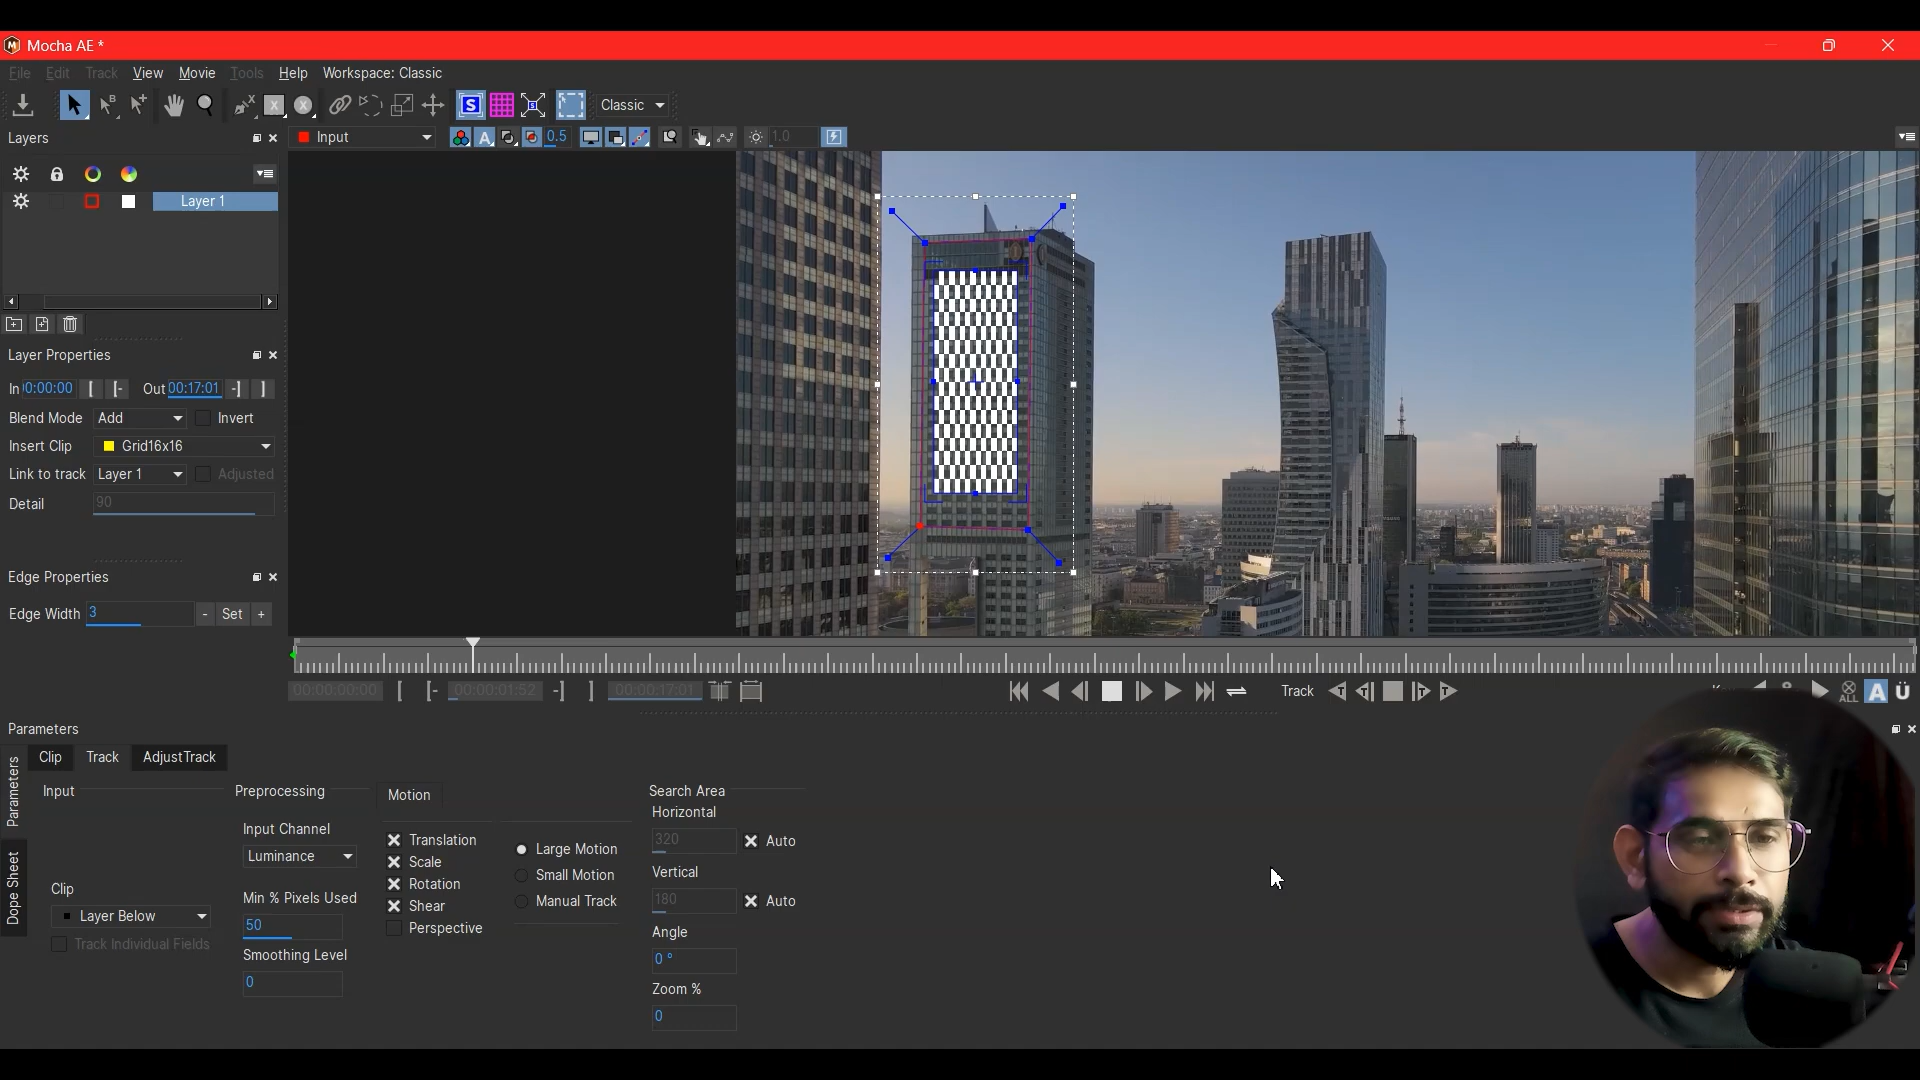 Mocha AE *
File Edit Track View Movie Tools Help Workspace: Classic
Classic
Layers
Input
A 0.5
1.0
Layer 1
Layer Properties
In 0:00:00 Out 00:17:01
Blend Mode Add Invert
Insert Clip Grid16x16
Link to track Layer 1 Adjusted
Detail 90
Edge Properties
Edge Width 3 - Set +
00:00:00:00 00:00:01:52 00:00:17:01
Track
ALL A Ü
Parameters
Parameters
Dope Sheet
Clip Track AdjustTrack
Input
Clip
Layer Below
Track Individual Fields
Preprocessing
Input Channel
Luminance
Min % Pixels Used
50
Smoothing Level
0
Motion
Translation
Scale
Rotation
Shear
Perspective
Large Motion
Small Motion
Manual Track
Search Area
Horizontal
320 Auto
Vertical
180 Auto
Angle
0 °
Zoom %
0